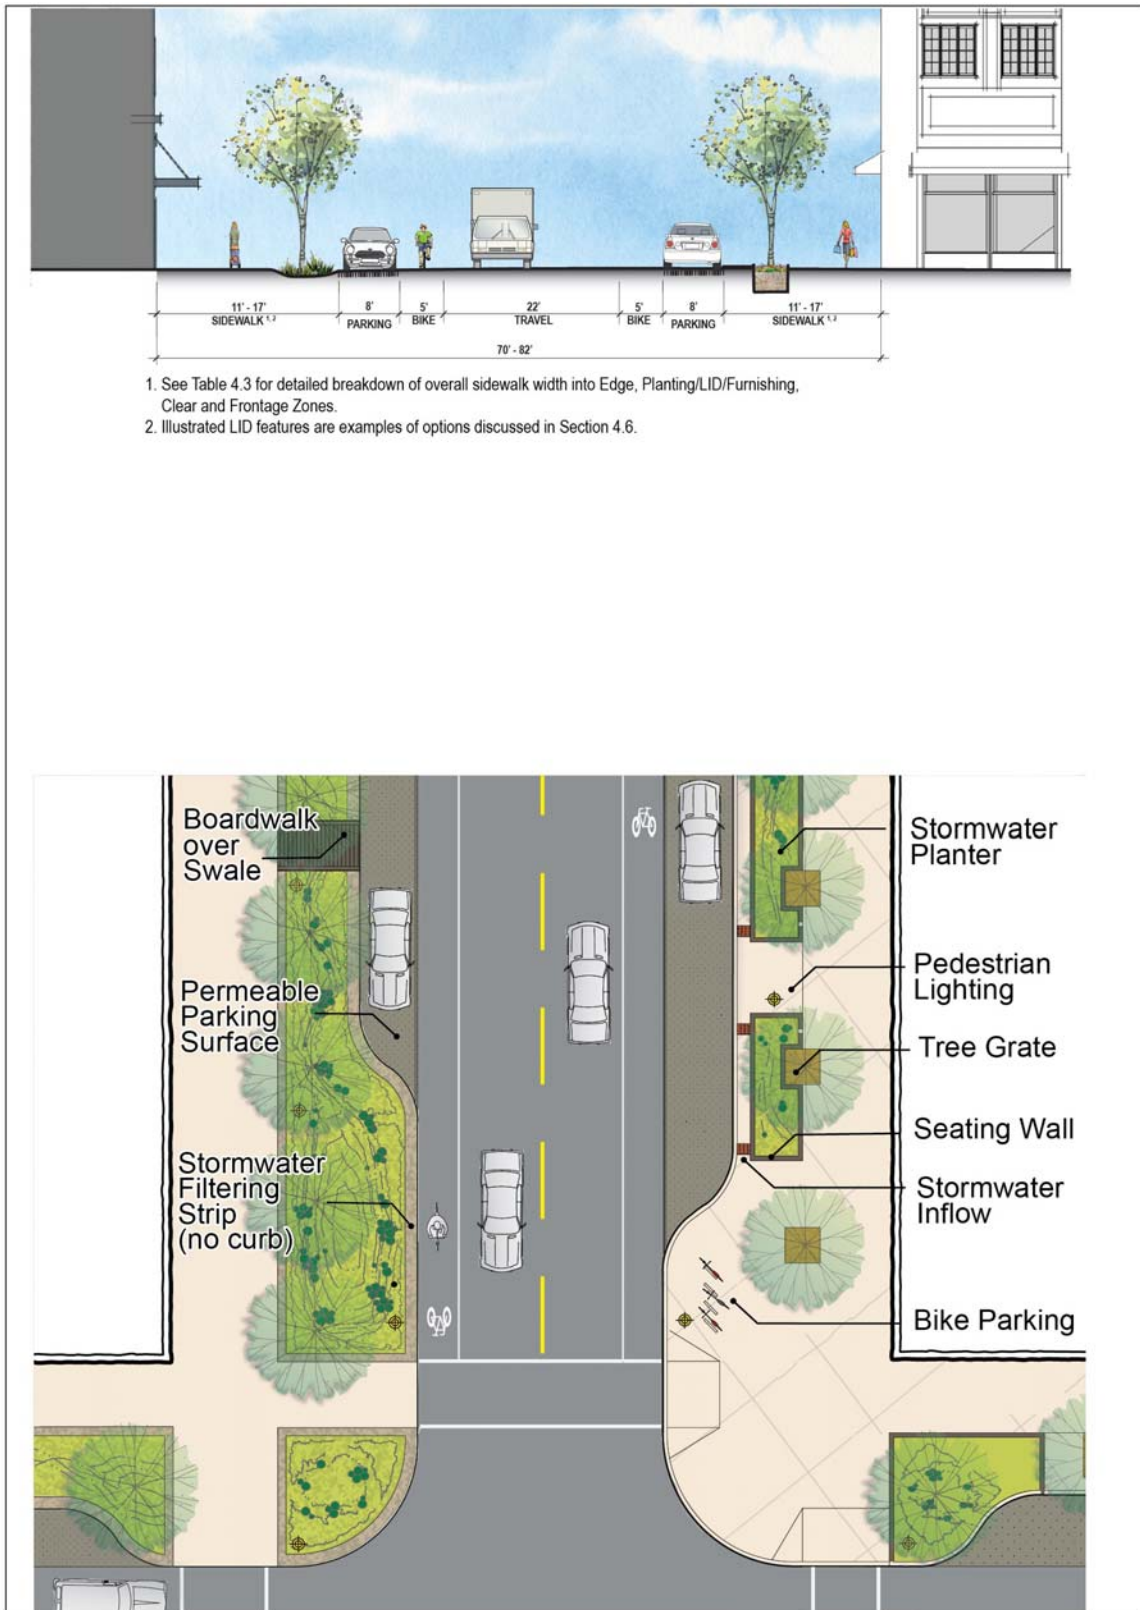 11' - 17' 8' 5' 22' 5' 8' 11' - 17'
SIDEWALK 1, 2 PARKING BIKE TRAVEL BIKE PARKING SIDEWALK 1, 2
70' - 82'
1. See Table 4.3 for detailed breakdown of overall sidewalk width into Edge, Planting/LID/Furnishing,
Clear and Frontage Zones.
2. Illustrated LID features are examples of options discussed in Section 4.6.
Boardwalk
over
Swale
Permeable
Parking
Surface
Stormwater
Filtering
Strip
(no curb)
Stormwater
Planter
Pedestrian
Lighting
Tree Grate
Seating Wall
Stormwater
Inflow
Bike Parking